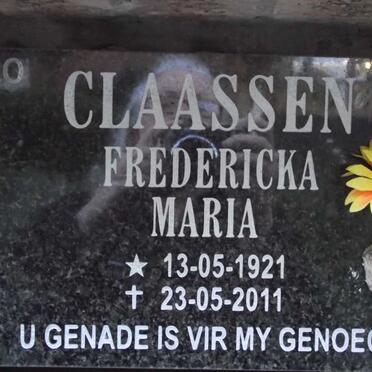 CLAASSEN
FREDERICKA
MARIA
★ 13-05-1921
✝ 23-05-2011
U GENADE IS VIR MY GENOEG